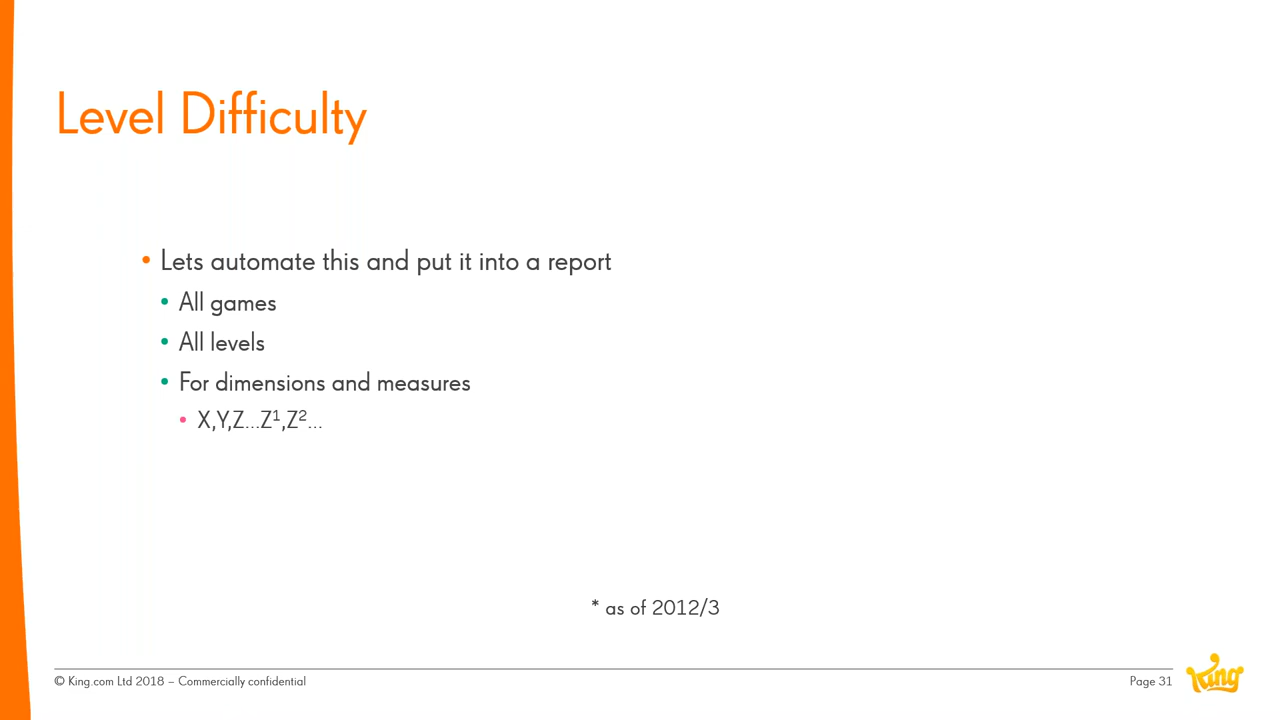 Level Difficulty
• Lets automate this and put it into a report
• All games
• All levels
• For dimensions and measures
• X,Y,Z...Z¹,Z²...
* as of 2012/3
© King.com Ltd 2018 – Commercially confidential
Page 31
King